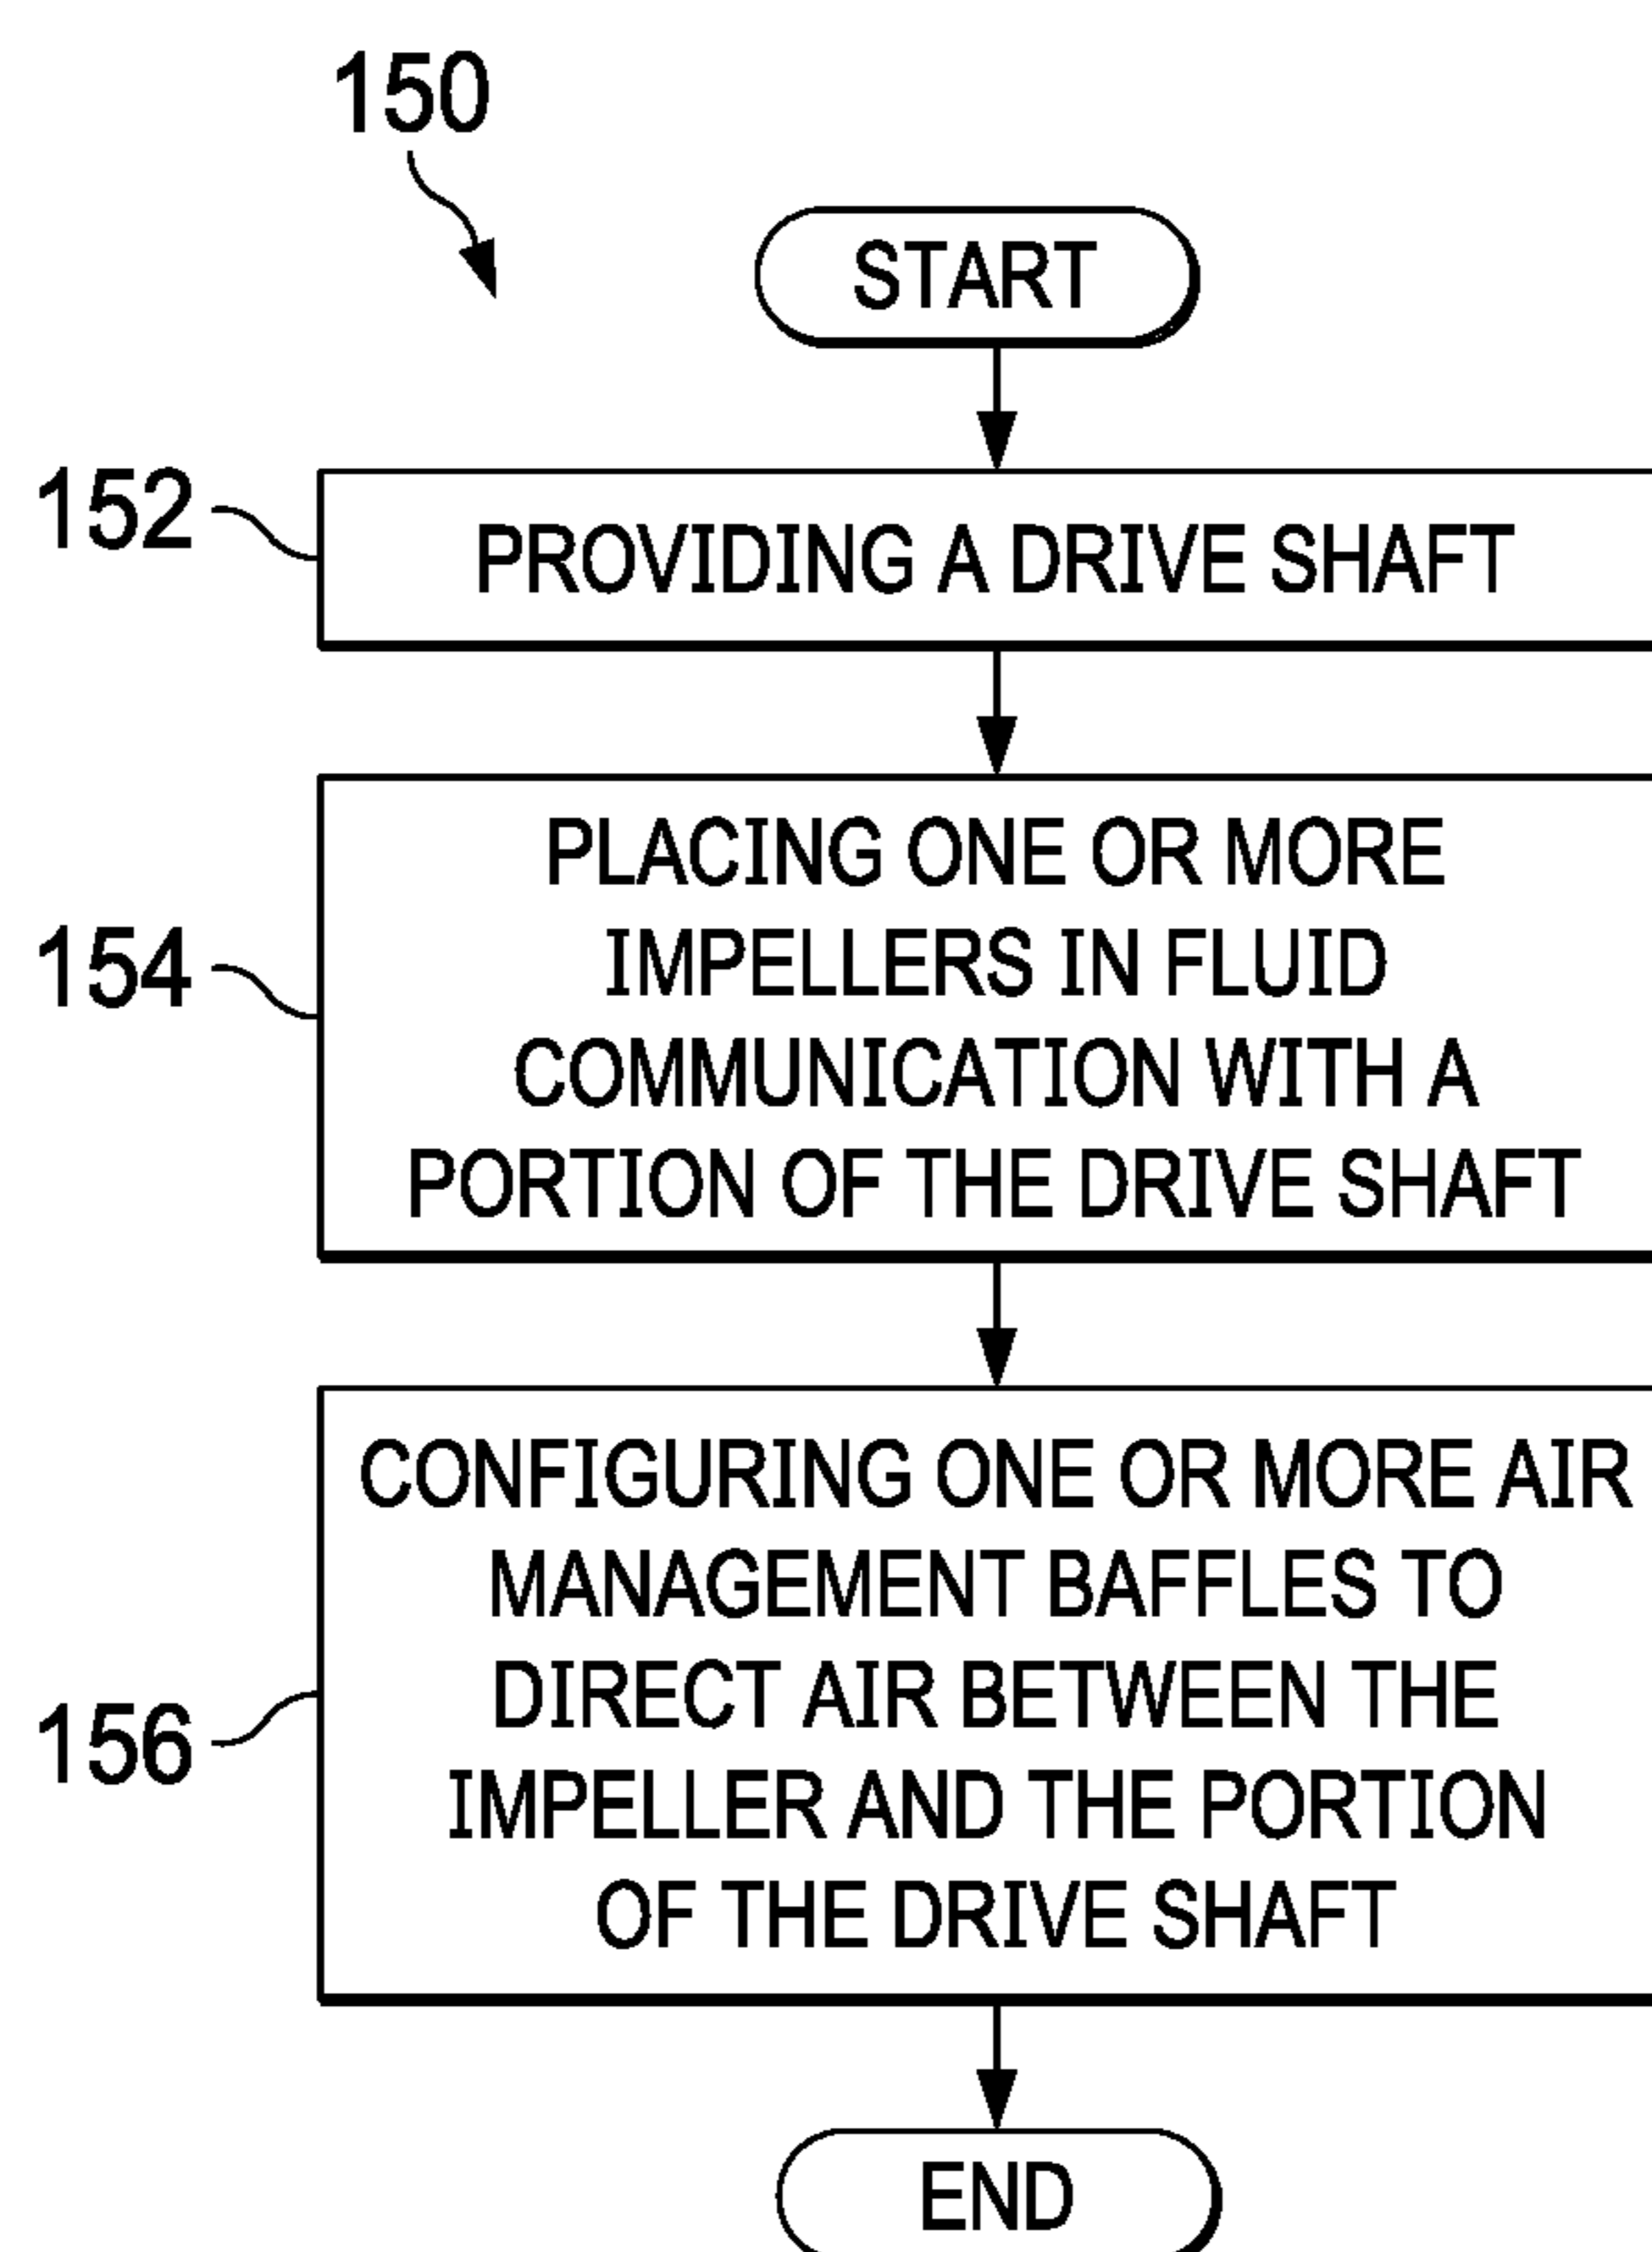 150
START
152
PROVIDING A DRIVE SHAFT
154
PLACING ONE OR MORE
IMPELLERS IN FLUID
COMMUNICATION WITH A
PORTION OF THE DRIVE SHAFT
156
CONFIGURING ONE OR MORE AIR
MANAGEMENT BAFFLES TO
DIRECT AIR BETWEEN THE
IMPELLER AND THE PORTION
OF THE DRIVE SHAFT
END